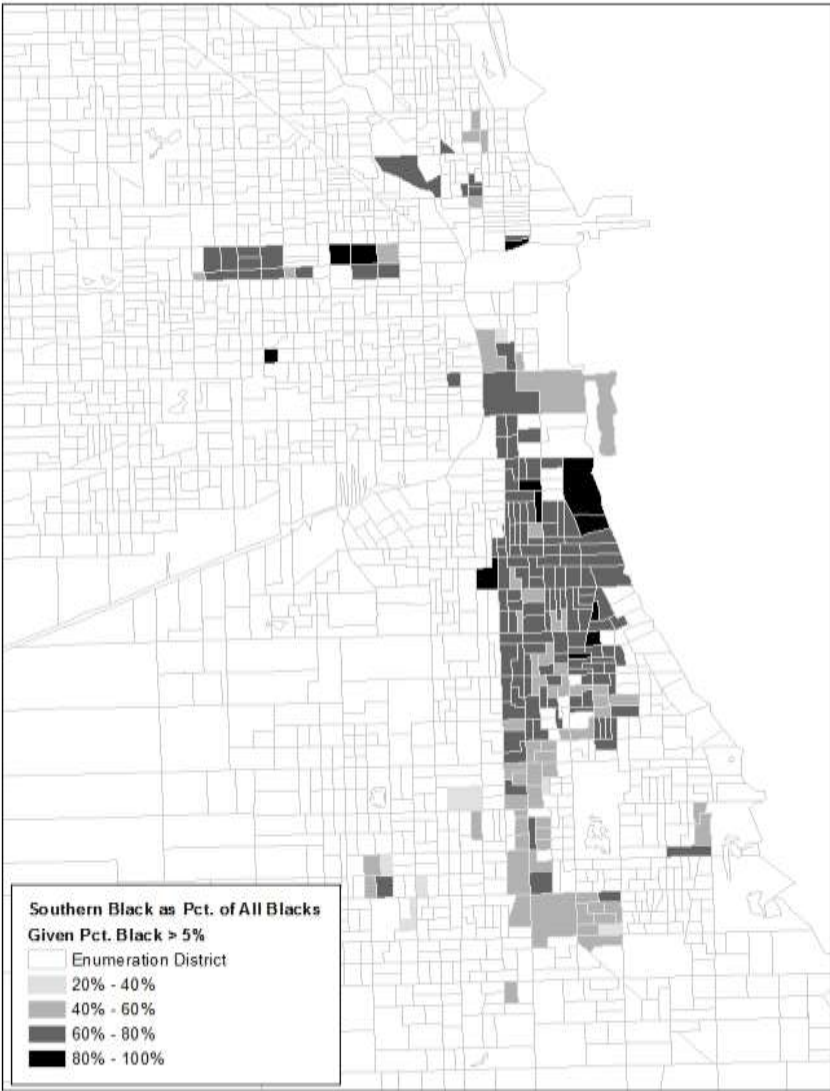 Southern Black as Pct. of All Blacks
Given Pct. Black > 5%
Enumeration District
20% - 40%
40% - 60%
60% - 80%
80% - 100%